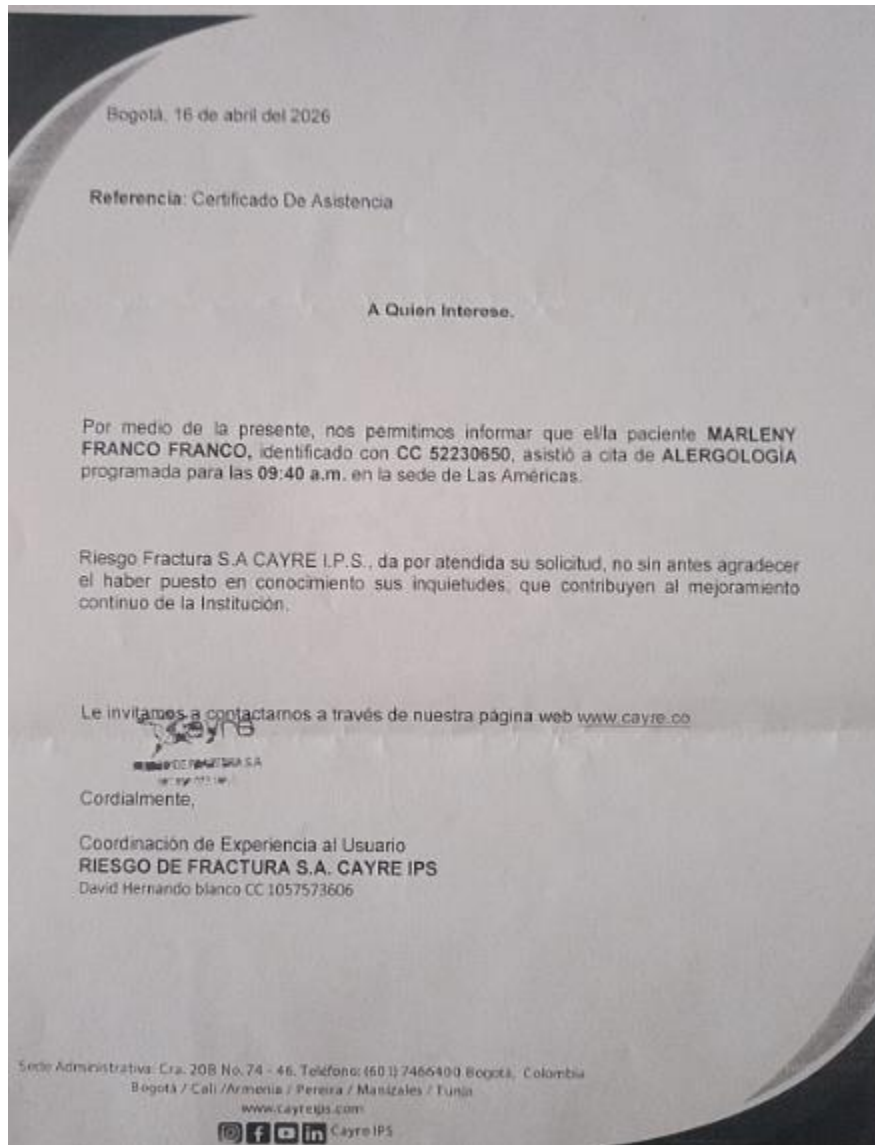 Bogotá, 16 de abril del 2026
Referencia: Certificado De Asistencia
A Quien Interese.
Por medio de la presente, nos permitimos informar que el/la paciente MARLENY
FRANCO FRANCO, identificado con CC 52230650, asistió a cita de ALERGOLOGÍA
programada para las 09:40 a.m. en la sede de Las Américas.
Riesgo Fractura S.A CAYRE I.P.S., da por atendida su solicitud, no sin antes agradecer
el haber puesto en conocimiento sus inquietudes, que contribuyen al mejoramiento
continuo de la Institución.
Le invitamos a contactarnos a través de nuestra página web www.cayre.co
Cayre
DE FRACTURA S.A
Cordialmente,
Coordinación de Experiencia al Usuario
RIESGO DE FRACTURA S.A. CAYRE IPS
David Hernando blanco CC 1057573606
Sede Administrativa: Cra. 20B No. 74 - 46. Teléfono: (601) 7466400 Bogotá, Colombia
Bogotá / Cali /Armenia / Pereira / Manizales / Tunja
www.cayreips.com
Cayre IPS